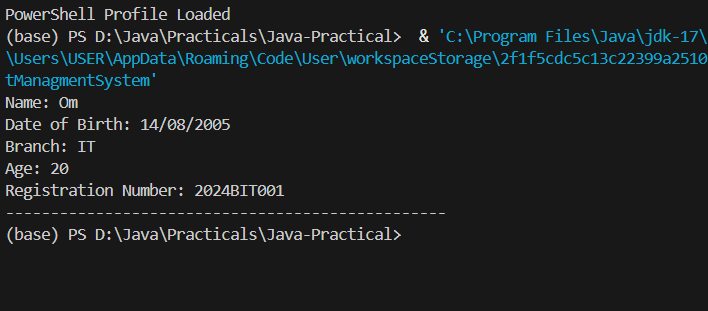 PowerShell Profile Loaded
(base) PS D:\Java\Practicals\Java-Practical>  & 'C:\Program Files\Java\jdk-17\
\Users\USER\AppData\Roaming\Code\User\workspaceStorage\2f1f5cdc5c13c22399a2510
tManagmentSystem'
Name: Om
Date of Birth: 14/08/2005
Branch: IT
Age: 20
Registration Number: 2024BIT001
-------------------------------------------------
(base) PS D:\Java\Practicals\Java-Practical>